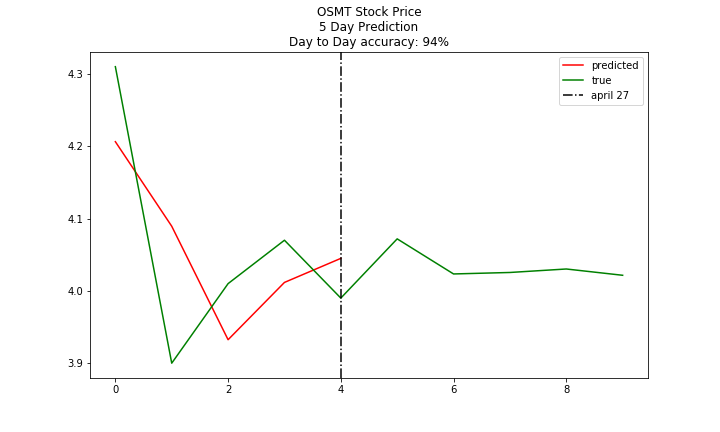 OSMT Stock Price
5 Day Prediction
Day to Day accuracy: 94%
predicted
true
april 27
4.3
4.2
4.1
4.0
3.9
0 2 4 6 8